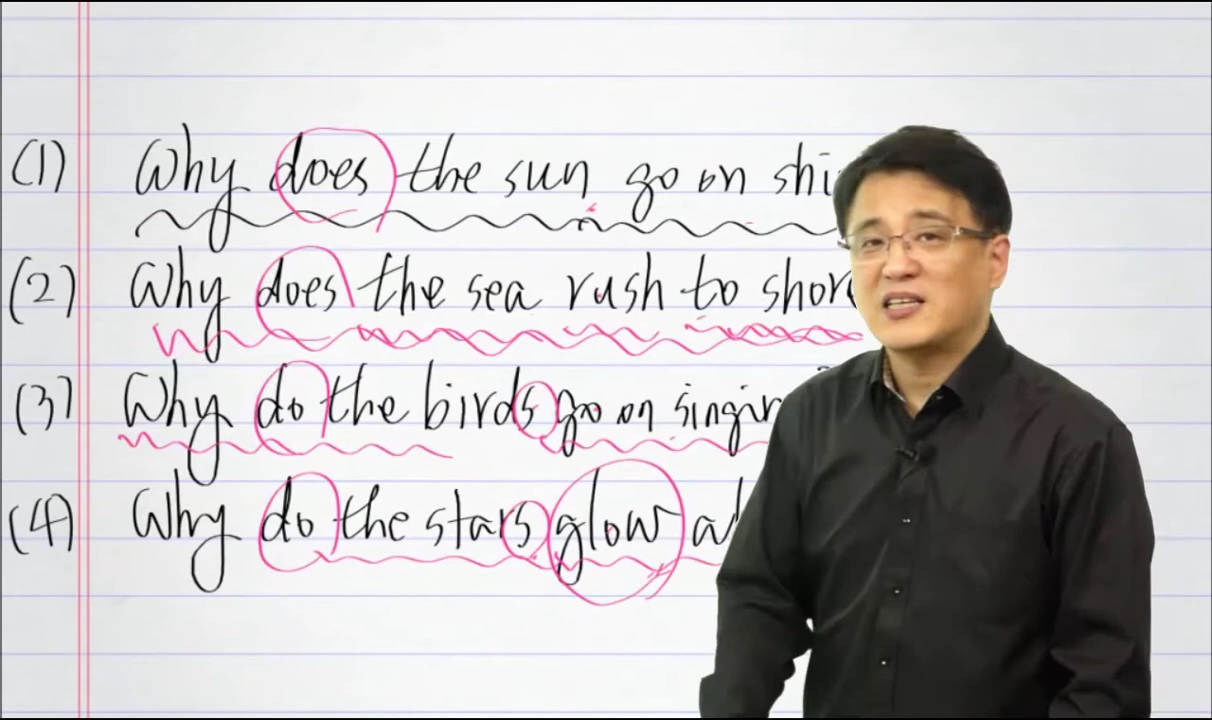 (1) Why does the sun go on shi
(2) Why does the sea rush to shor
(3) Why do the birds go on singin
(4) Why do the stars glow a